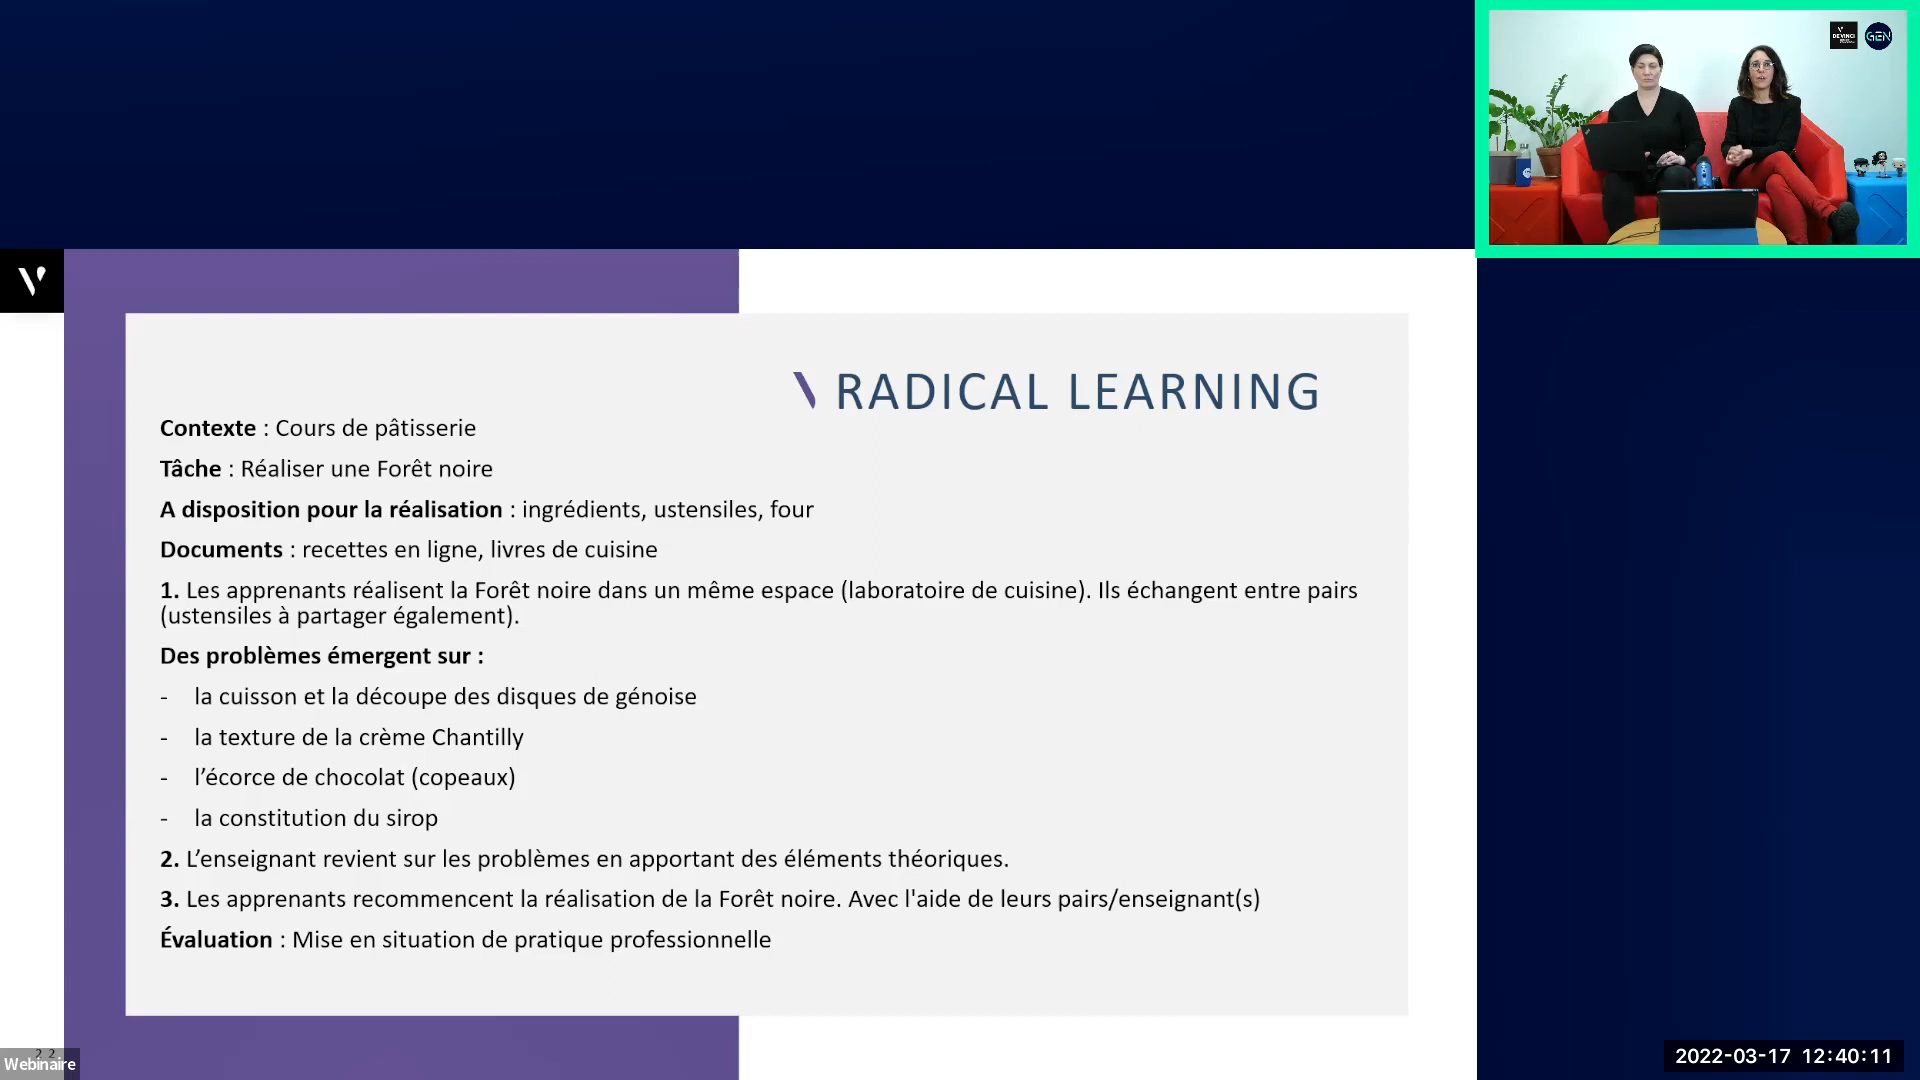 DE VINCI
GEN
RADICAL LEARNING
Contexte : Cours de pâtisserie
Tâche : Réaliser une Forêt noire
A disposition pour la réalisation : ingrédients, ustensiles, four
Documents : recettes en ligne, livres de cuisine
1. Les apprenants réalisent la Forêt noire dans un même espace (laboratoire de cuisine). Ils échangent entre pairs
(ustensiles à partager également).
Des problèmes émergent sur :
- la cuisson et la découpe des disques de génoise
- la texture de la crème Chantilly
- l’écorce de chocolat (copeaux)
- la constitution du sirop
2. L’enseignant revient sur les problèmes en apportant des éléments théoriques.
3. Les apprenants recommencent la réalisation de la Forêt noire. Avec l'aide de leurs pairs/enseignant(s)
Évaluation : Mise en situation de pratique professionnelle
22
Webinaire
2022-03-17 12:40:11